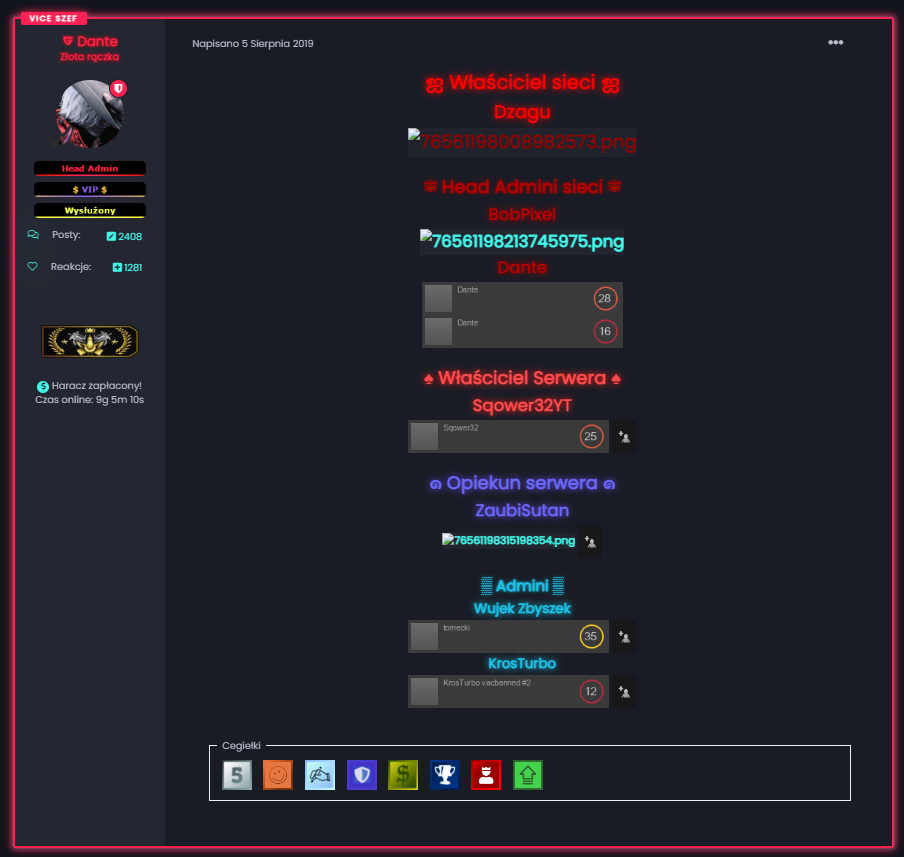 VICE SZEF
Dante
Złota rączka
Head Admin
$ VIP $
Wysłużony
Posty: 2408
Reakcje: 1281
$ Haracz zapłacony!
Czas online: 9g 5m 10s
Napisano 5 Sierpnia 2019
ஐ Właściciel sieci ஐ
Dzagu
76561198008982573.png
Head Admini sieci
BobPixel
76561198213745975.png
Dante
Dante 28
Dante 16
♠ Właściciel Serwera ♠
Sqower32YT
Sqower32 25
๑ Opiekun serwera ๑
ZaubiSutan
76561198315198354.png
▒ Admini ▒
Wujek Zbyszek
tomecki 35
KrosTurbo
KrosTurbo vacbanned #2 12
Cegiełki
5
$